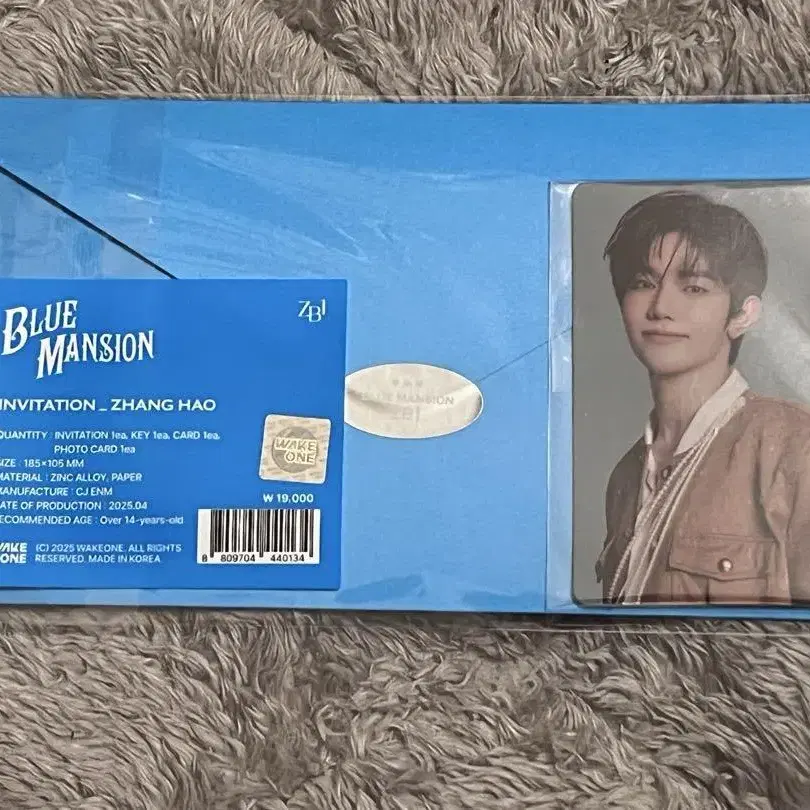 BLUE
MANSION
ZB1
INVITATION _ ZHANG HAO
QUANTITY : INVITATION 1ea, KEY 1ea, CARD 1ea,
PHOTO CARD 1ea
SIZE : 185×105 MM
MATERIAL : ZINC ALLOY, PAPER
MANUFACTURE : CJ ENM
DATE OF PRODUCTION : 2025.04
RECOMMENDED AGE : Over 14-years-old
WAKE
ONE
₩ 19,000
8 809704 440134
WAKE
ONE
(C) 2025 WAKEONE. ALL RIGHTS
RESERVED. MADE IN KOREA.
BLUE MANSION
ZB1